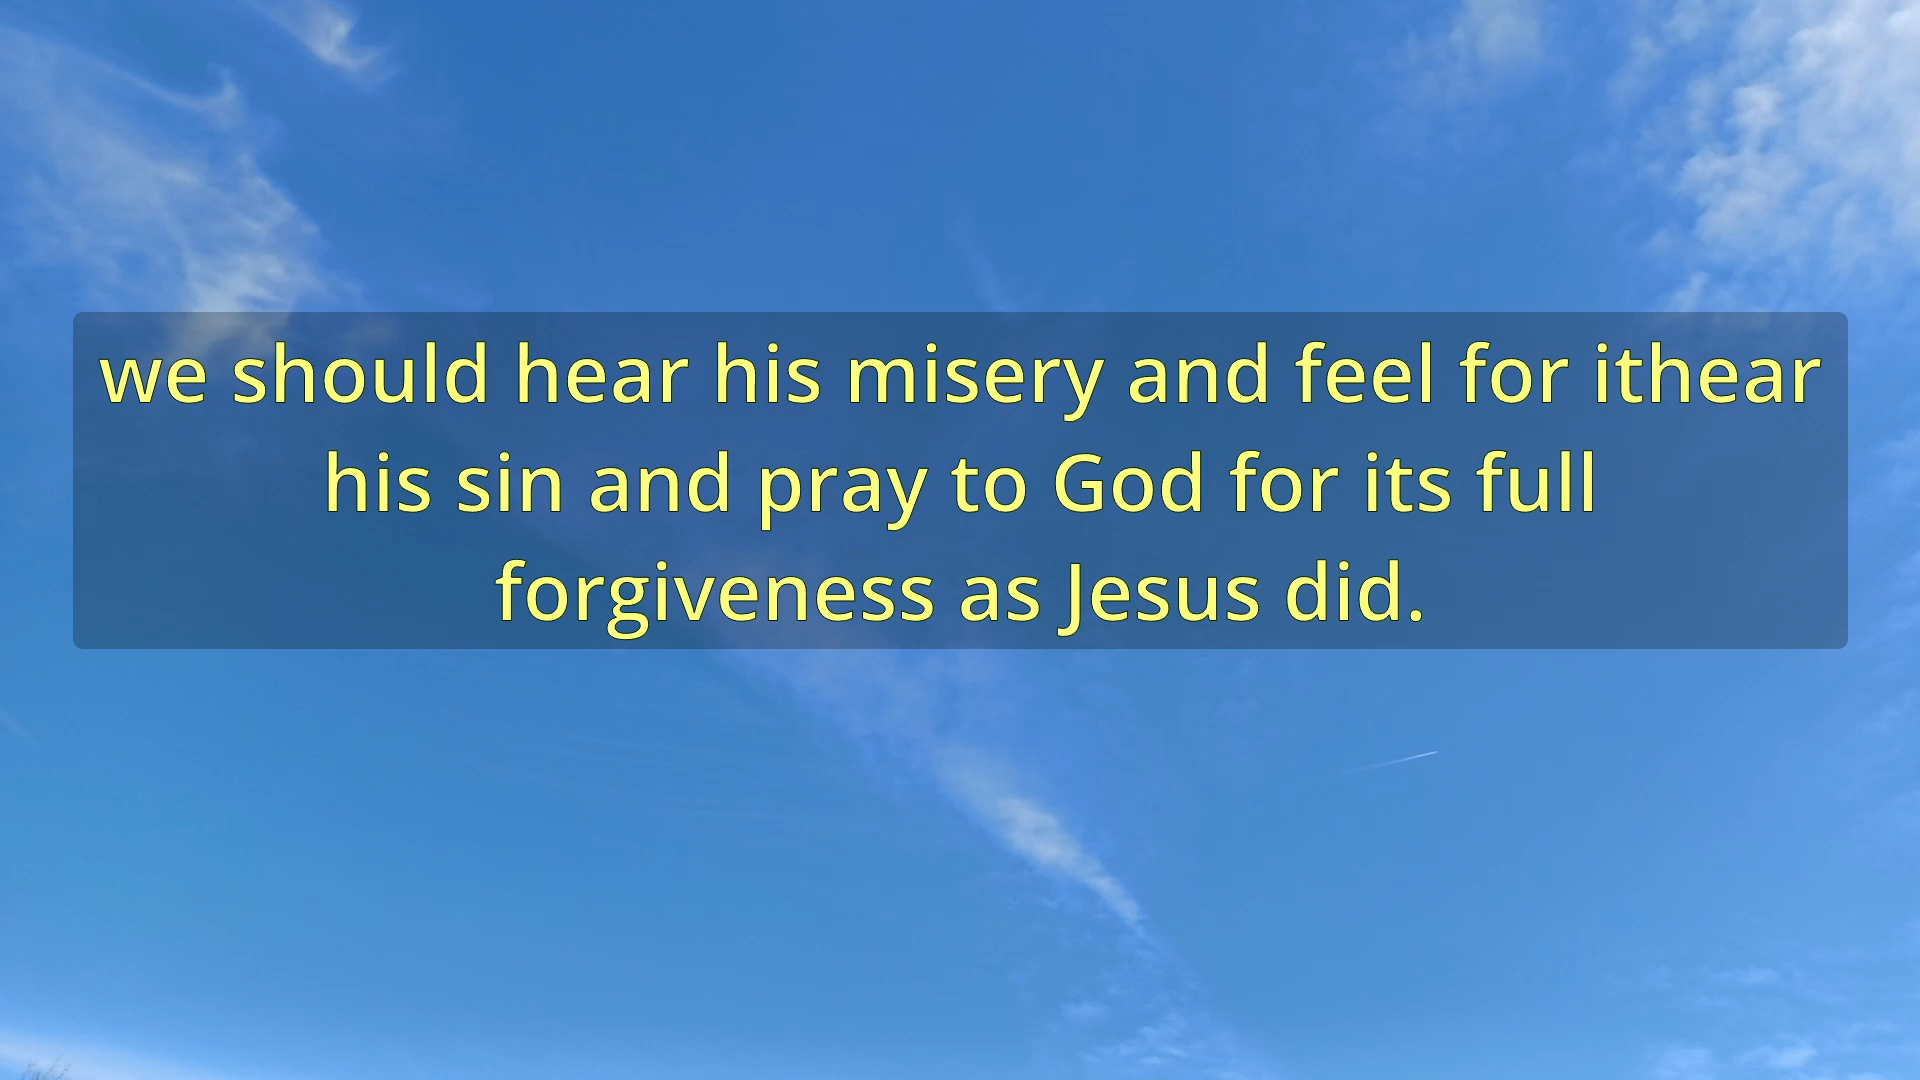 we should hear his misery and feel for ithear
his sin and pray to God for its full
forgiveness as Jesus did.